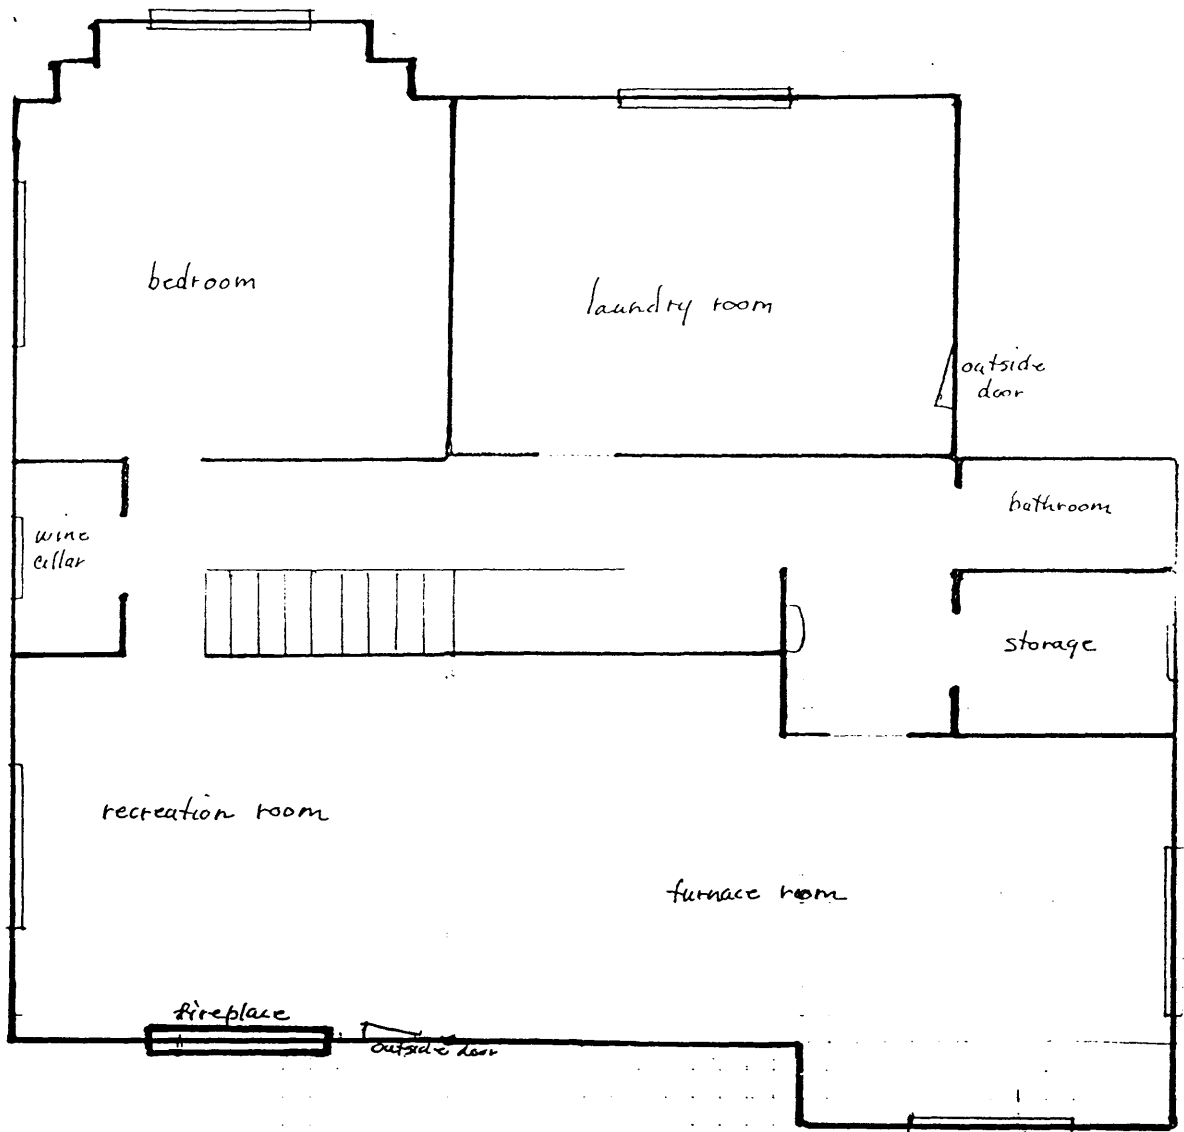 bedroom
laundry room
outside
door
bathroom
wine
cellar
storage
recreation room
furnace room
fireplace
outside door